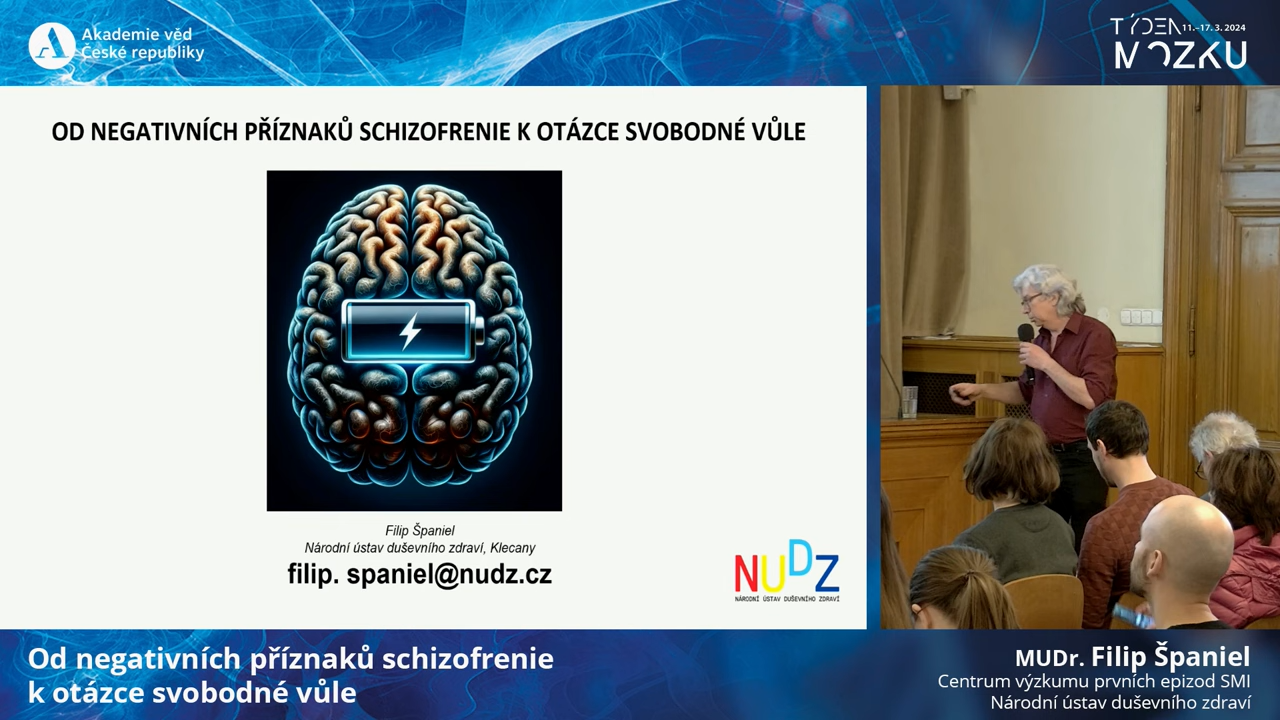 Akademie věd
České republiky
TÝDEN 11.–17. 3. 2024
MOZKU
OD NEGATIVNÍCH PŘÍZNAKŮ SCHIZOFRENIE K OTÁZCE SVOBODNÉ VŮLE
Filip Španiel
Národní ústav duševního zdraví, Klecany
filip. spaniel@nudz.cz
NUDZ
NÁRODNÍ ÚSTAV DUŠEVNÍHO ZDRAVÍ
Od negativních příznaků schizofrenie
k otázce svobodné vůle
MUDr. Filip Španiel
Centrum výzkumu prvních epizod SMI
Národní ústav duševního zdraví